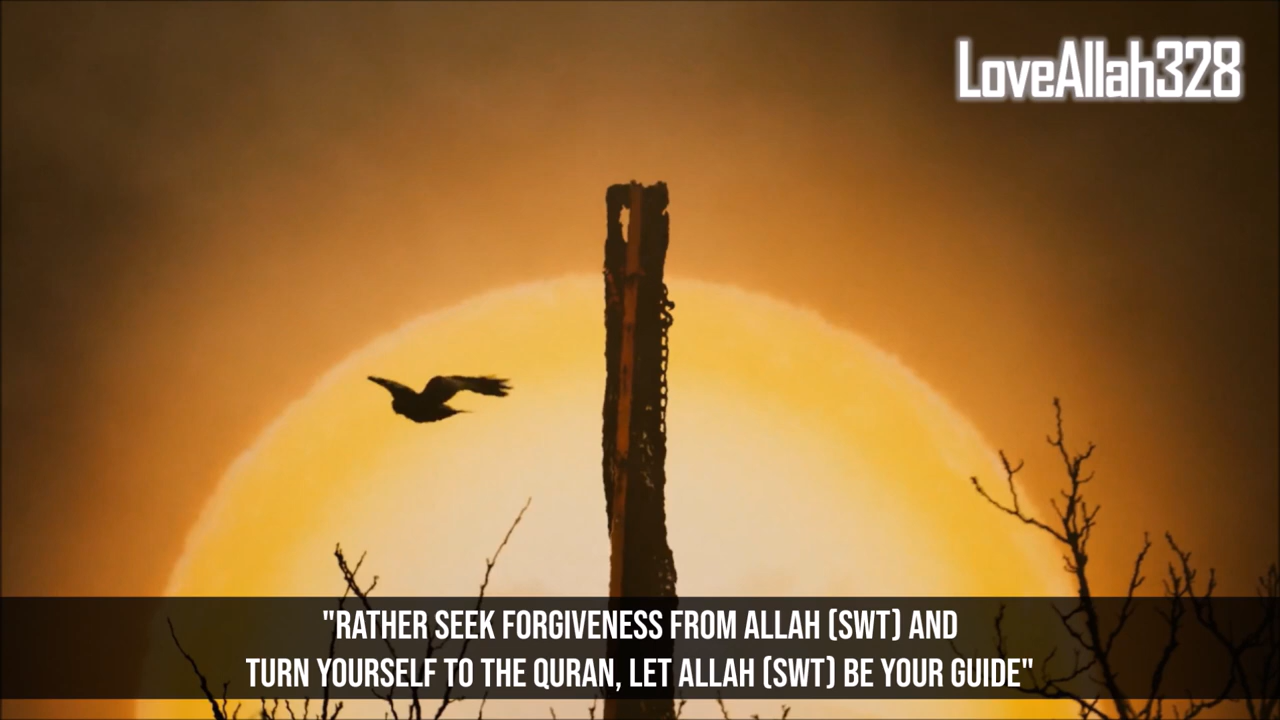 LoveAllah328
"RATHER SEEK FORGIVENESS FROM ALLAH (SWT) AND
TURN YOURSELF TO THE QURAN, LET ALLAH (SWT) BE YOUR GUIDE"